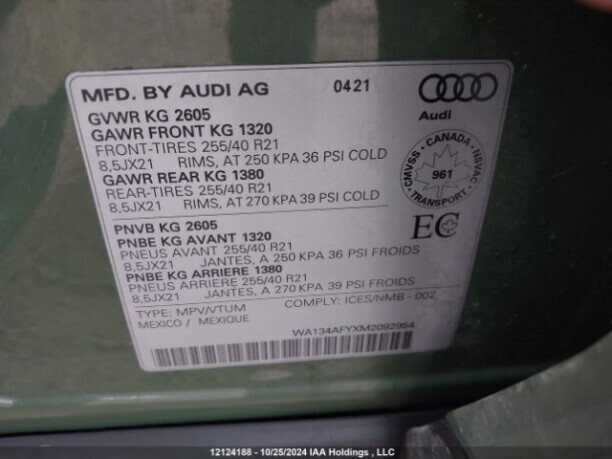 MFD. BY AUDI AG 0421
Audi
GVWR KG 2605
GAWR FRONT KG 1320
FRONT-TIRES 255/40 R21
8,5JX21 RIMS, AT 250 KPA 36 PSI COLD
GAWR REAR KG 1380
REAR-TIRES 255/40 R21
8,5JX21 RIMS, AT 270 KPA 39 PSI COLD
CMVSS - CANADA - NSVAC
961
TRANSPORT
PNVB KG 2605
PNBE KG AVANT 1320
PNEUS AVANT 255/40 R21
8,5JX21 JANTES, A 250 KPA 36 PSI FROIDS
PNBE KG ARRIERE 1380
PNEUS ARRIERE 255/40 R21
8,5JX21 JANTES, A 270 KPA 39 PSI FROIDS
EC
TYPE: MPV/VTUM COMPLY: ICES/NMB - 002,
MEXICO / MEXIQUE
WA134AFYXM2092954
12124188 - 10/25/2024 IAA Holdings , LLC